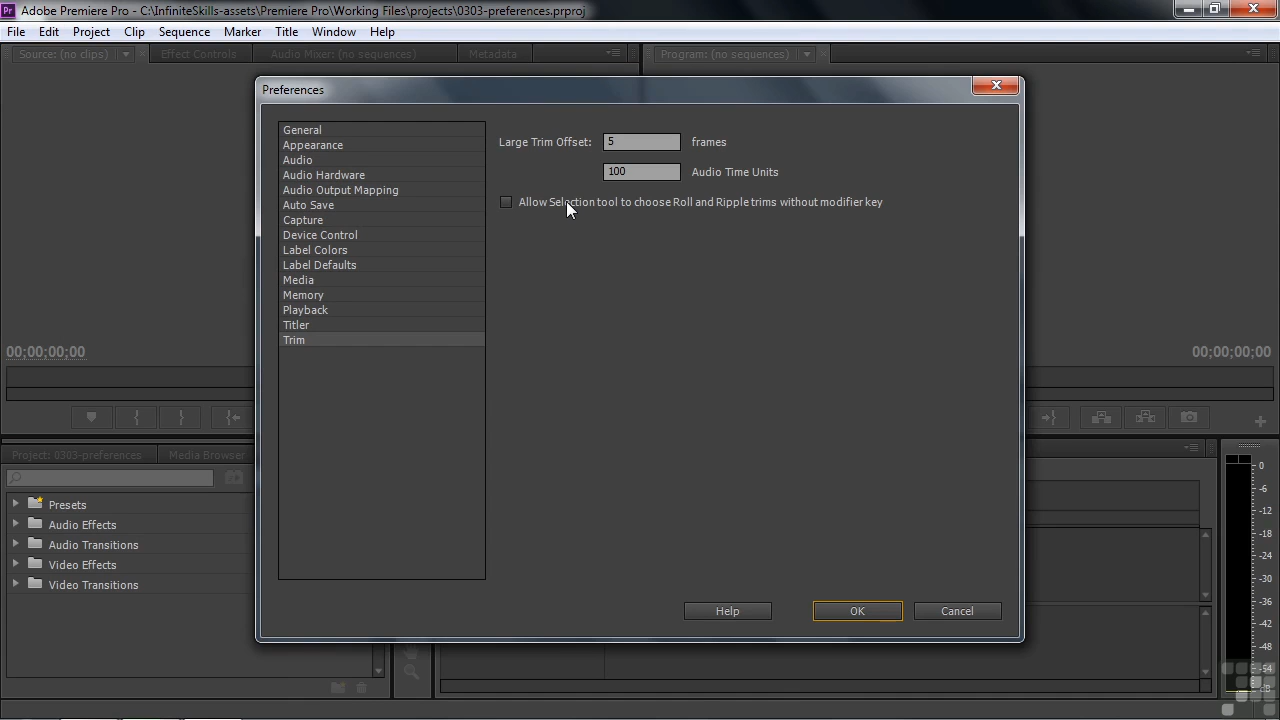 Pr Adobe Premiere Pro - C:\InfiniteSkills-assets\Premiere Pro\Working Files\projects\0303-preferences.prproj
File Edit Project Clip Sequence Marker Title Window Help
Source: (no clips) Effect Controls Audio Mixer: (no sequences) Metadata Program: (no sequences)
Preferences
General
Appearance
Audio
Audio Hardware
Audio Output Mapping
Auto Save
Capture
Device Control
Label Colors
Label Defaults
Media
Memory
Playback
Titler
Trim
Large Trim Offset: 5 frames
100 Audio Time Units
Allow Selection tool to choose Roll and Ripple trims without modifier key
Help OK Cancel
00;00;00;00
00;00;00;00
Project: 0303-preferences Media Browser
Presets
Audio Effects
Audio Transitions
Video Effects
Video Transitions
0
-6
-12
-18
-24
-30
-36
-42
-48
-54
dB